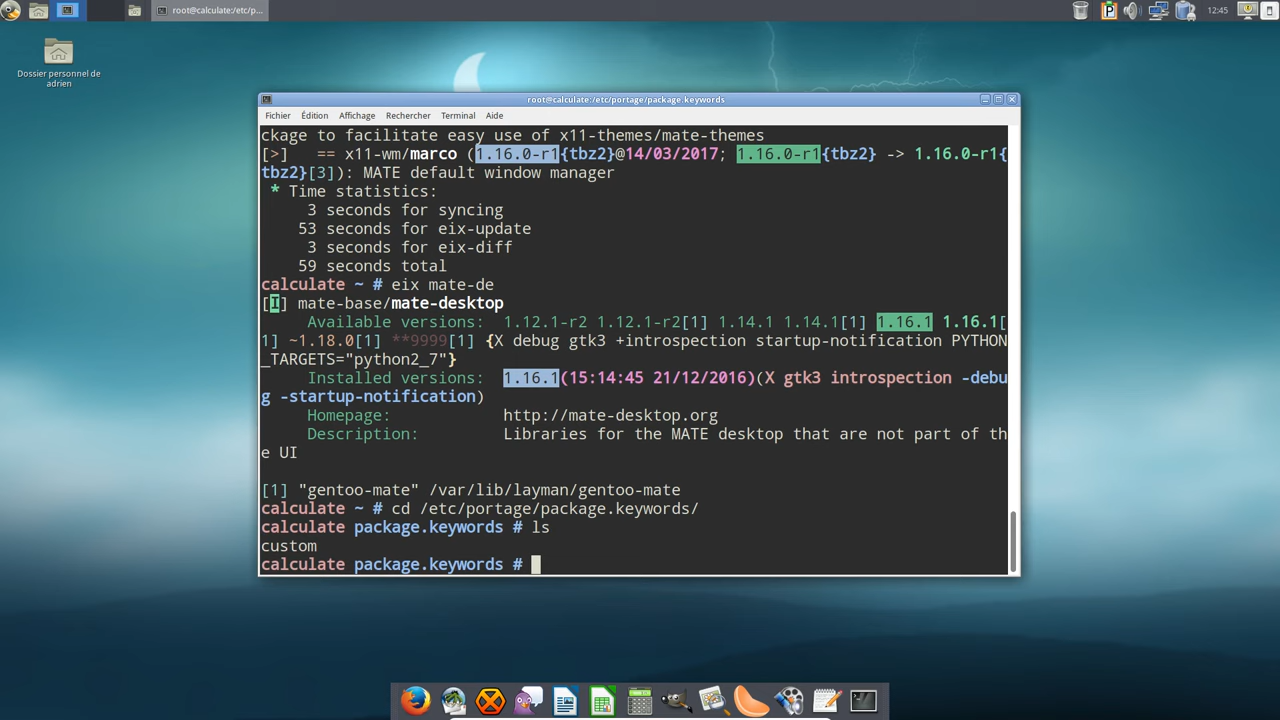 root@calculate:/etc/p...
12:45
Dossier personnel de
adrien
root@calculate:/etc/portage/package.keywords
Fichier Édition Affichage Rechercher Terminal Aide
ckage to facilitate easy use of x11-themes/mate-themes
[>]   == x11-wm/marco (1.16.0-r1{tbz2}@14/03/2017; 1.16.0-r1{tbz2} -> 1.16.0-r1{
tbz2}[3]): MATE default window manager
 * Time statistics:
     3 seconds for syncing
    53 seconds for eix-update
     3 seconds for eix-diff
    59 seconds total
calculate ~ # eix mate-de
[I] mate-base/mate-desktop
     Available versions:  1.12.1-r2 1.12.1-r2[1] 1.14.1 1.14.1[1] 1.16.1 1.16.1[
1] ~1.18.0[1] **9999[1] {X debug gtk3 +introspection startup-notification PYTHON
_TARGETS="python2_7"}
     Installed versions:  1.16.1(15:14:45 21/12/2016)(X gtk3 introspection -debu
g -startup-notification)
     Homepage:            http://mate-desktop.org
     Description:         Libraries for the MATE desktop that are not part of th
e UI
[1] "gentoo-mate" /var/lib/layman/gentoo-mate
calculate ~ # cd /etc/portage/package.keywords/
calculate package.keywords # ls
custom
calculate package.keywords #